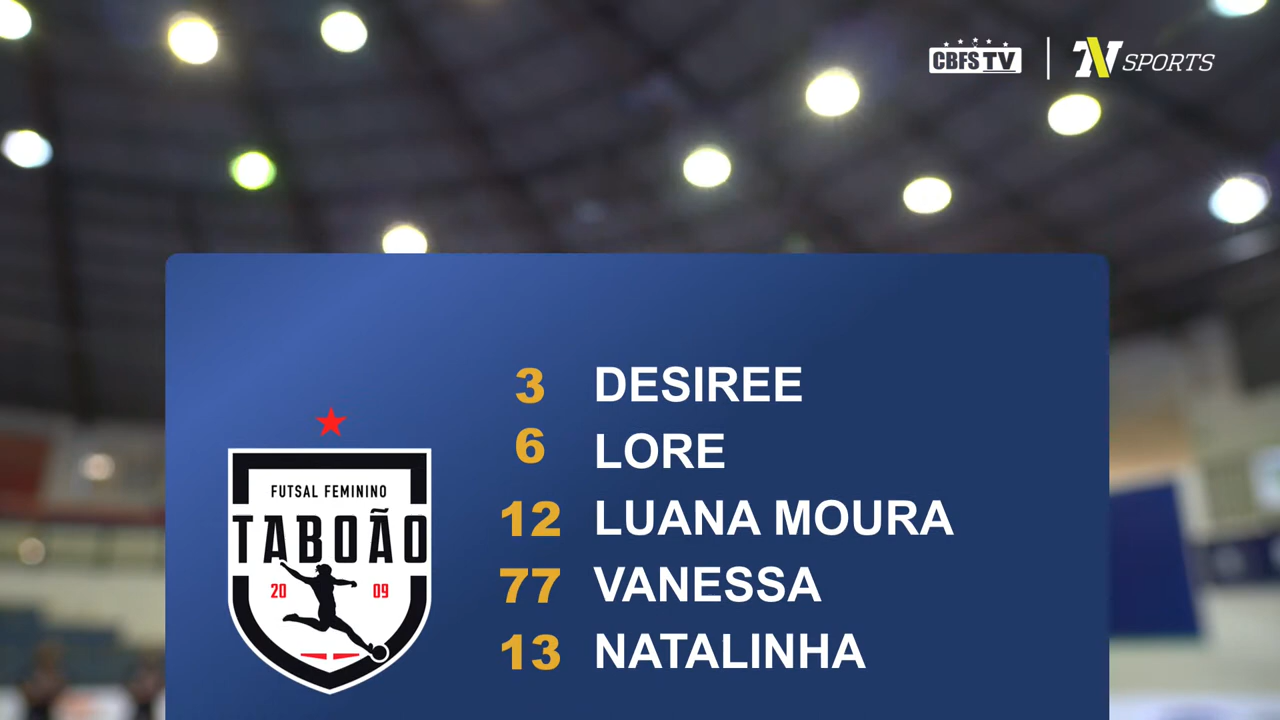 CBFS TV
N SPORTS
3 DESIREE
6 LORE
12 LUANA MOURA
77 VANESSA
13 NATALINHA
FUTSAL FEMININO
TABOÃO
20 09